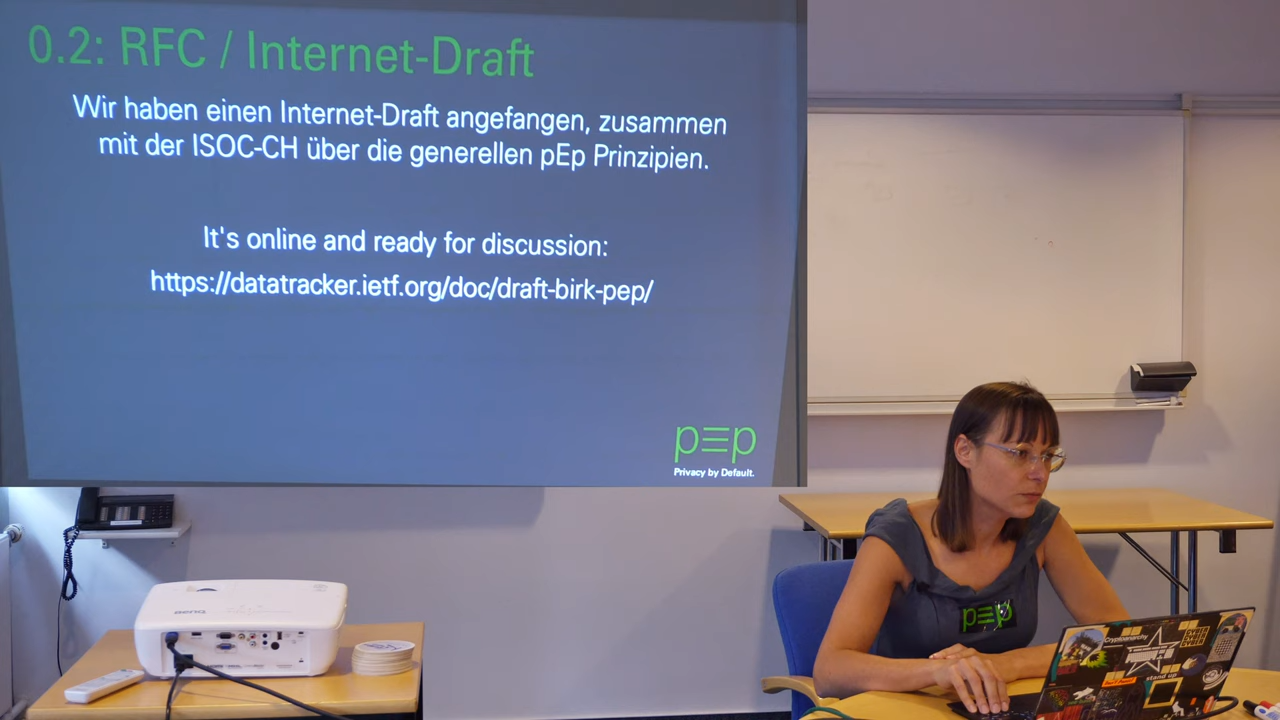 0.2: RFC / Internet-Draft
Wir haben einen Internet-Draft angefangen, zusammen
mit der ISOC-CH über die generellen pEp Prinzipien.
It's online and ready for discussion:
https://datatracker.ietf.org/doc/draft-birk-pep/
p≡p
Privacy by Default.
BenQ
p≡p
Cryptoanarchy
stand up